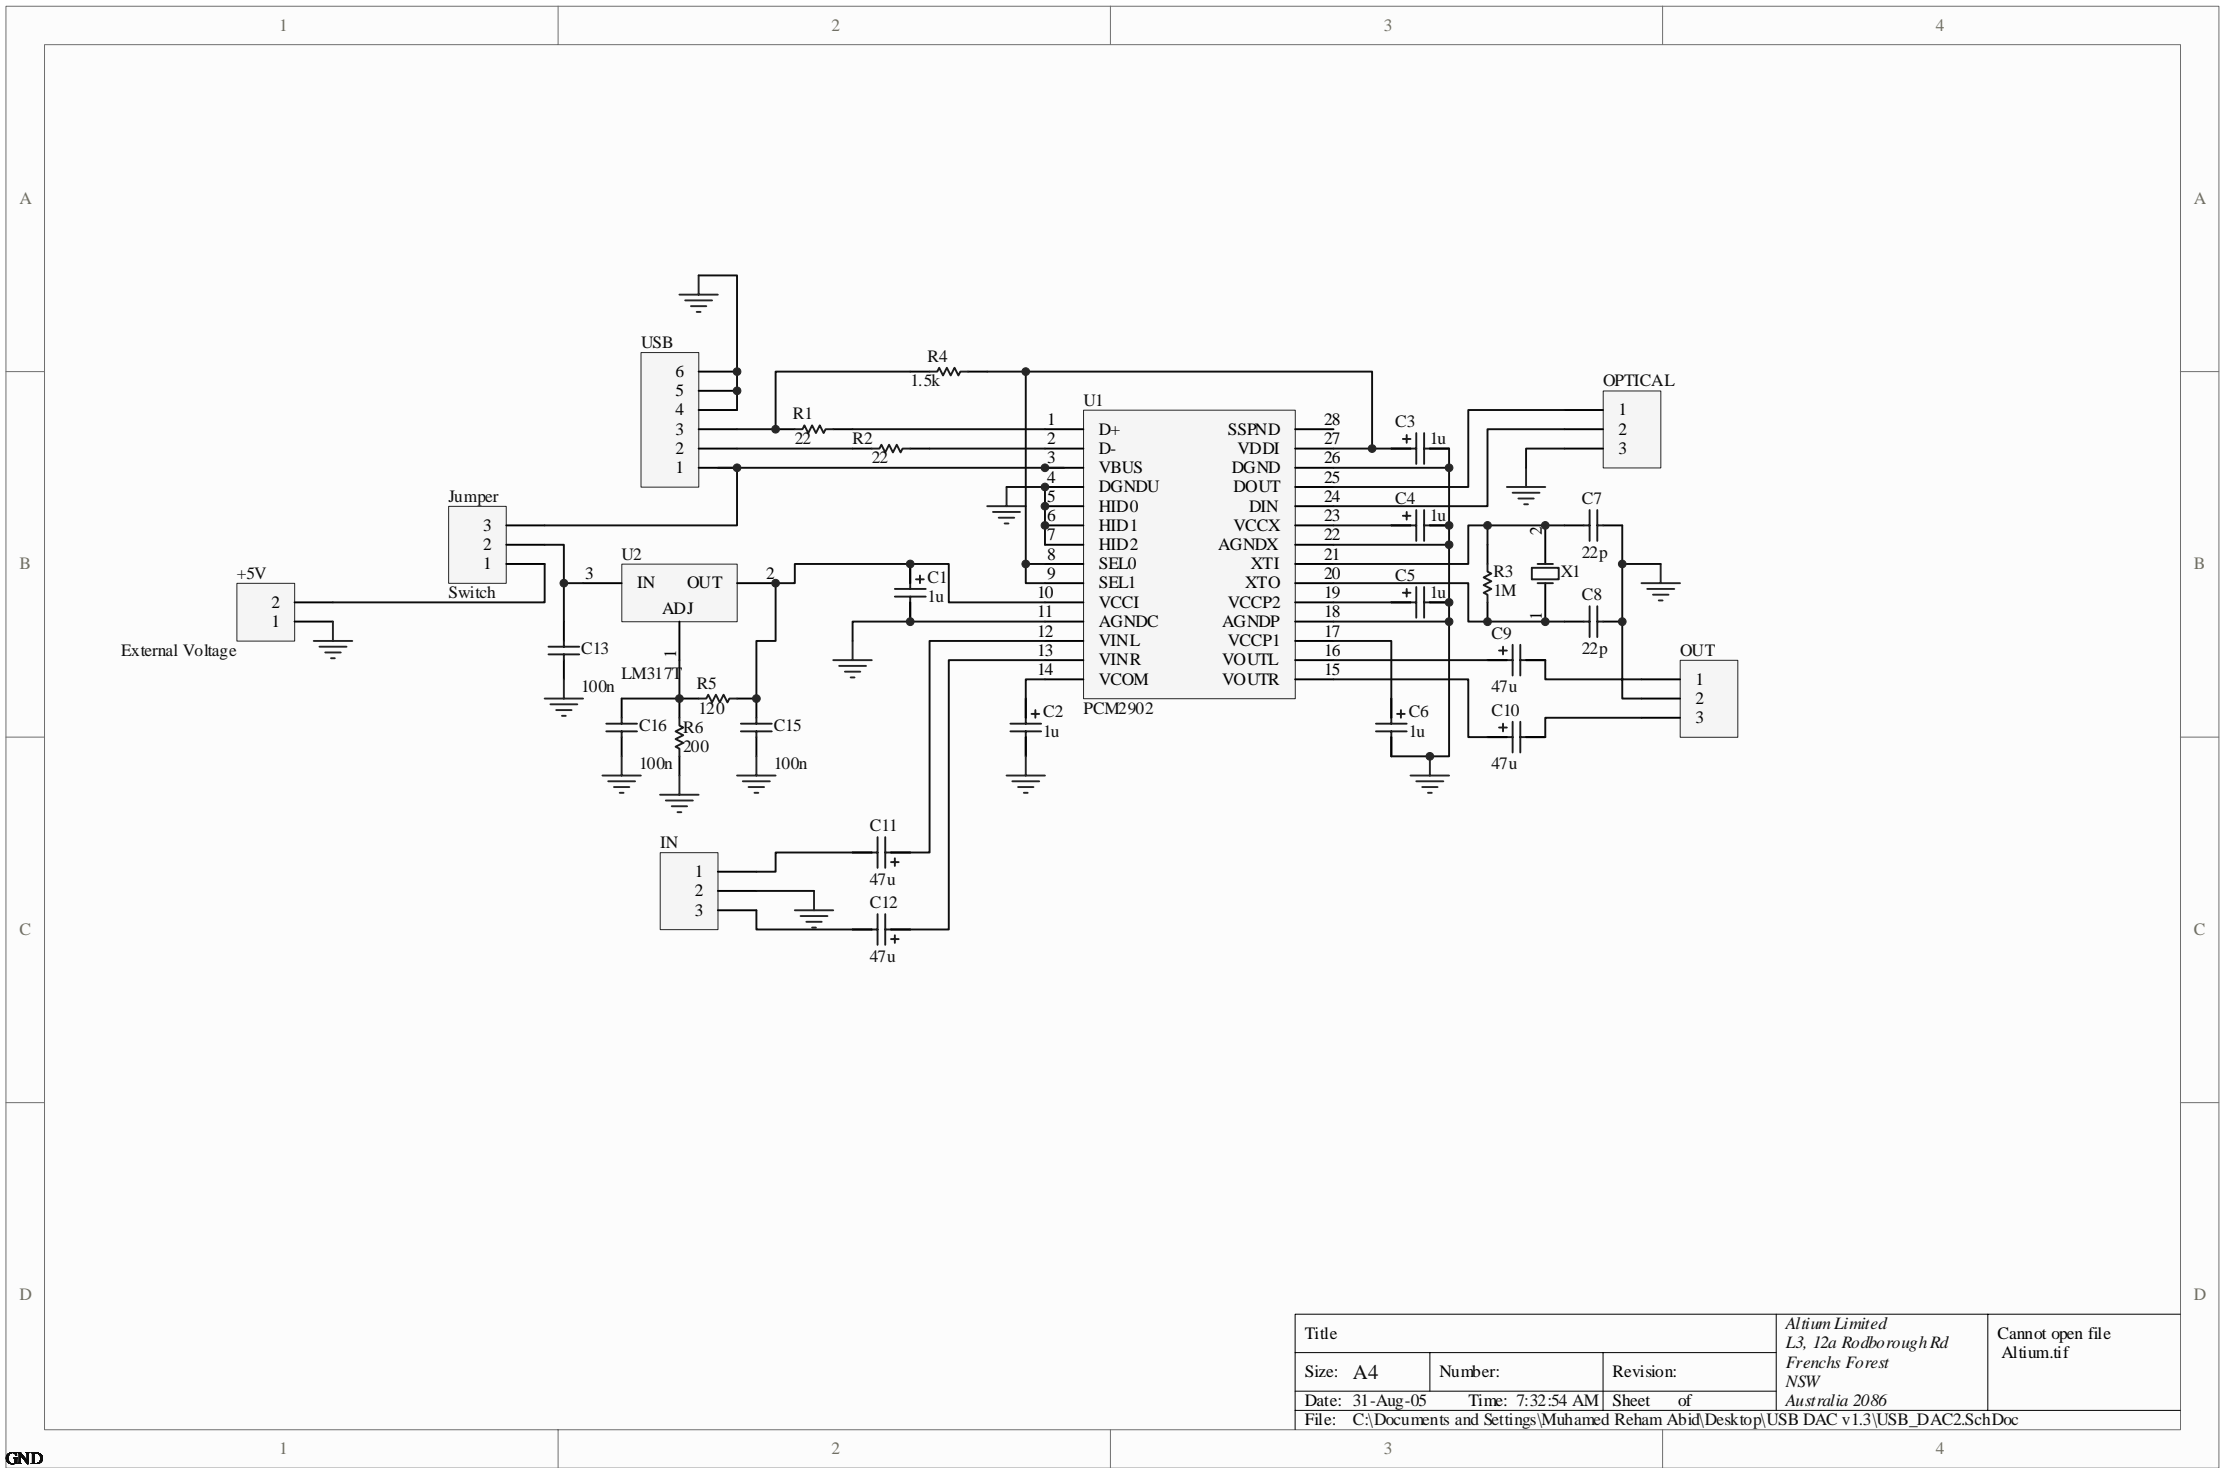 1 2 3 4
A A
USB
6
5
4
3
2
1
R4
1.5k
R1
22
R2
22
Jumper
3
2
1
Switch
+5V
2
1
External Voltage
U2
3 IN OUT 2
ADJ
1
LM317T
C13
100n
R5
120
C16
100n
R6
200
C15
100n
C1
+
1u
U1
1 D+
2 D-
3 VBUS
4 DGNDU
5 HID0
6 HID1
7 HID2
8 SEL0
9 SEL1
10 VCCI
11 AGNDC
12 VINL
13 VINR
14 VCOM
SSPND 28
VDDI 27
DGND 26
DOUT 25
DIN 24
VCCX 23
AGNDX 22
XTI 21
XTO 20
VCCP2 19
AGNDP 18
VCCP1 17
VOUTL 16
VOUTR 15
PCM2902
C2
+
1u
C3
+ 1u
C4
+ 1u
C5
+ 1u
C6
+
1u
OPTICAL
1
2
3
C7
22p
2
R3
1M
X1
1
C8
22p
C9
+
47u
C10
+
47u
OUT
1
2
3
B B
IN
1
2
3
C11
+
47u
C12
+
47u
C C
D D
Title
Size: A4 Number: Revision:
Date: 31-Aug-05 Time: 7:32:54 AM Sheet of
File: C:\Documents and Settings\Muhamed Reham Abid\Desktop\USB DAC v1.3\USB_DAC2.SchDoc
Altium Limited
L3, 12a Rodborough Rd
Frenchs Forest
NSW
Australia 2086
Cannot open file
Altium.tif
1 2 3 4
GND